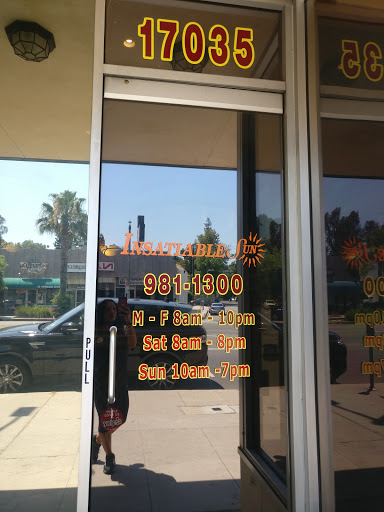 17035
INSATIABLE SUN
981-1300
M - F 8am - 10pm
Sat 8am - 8pm
Sun 10am -7pm
PULL